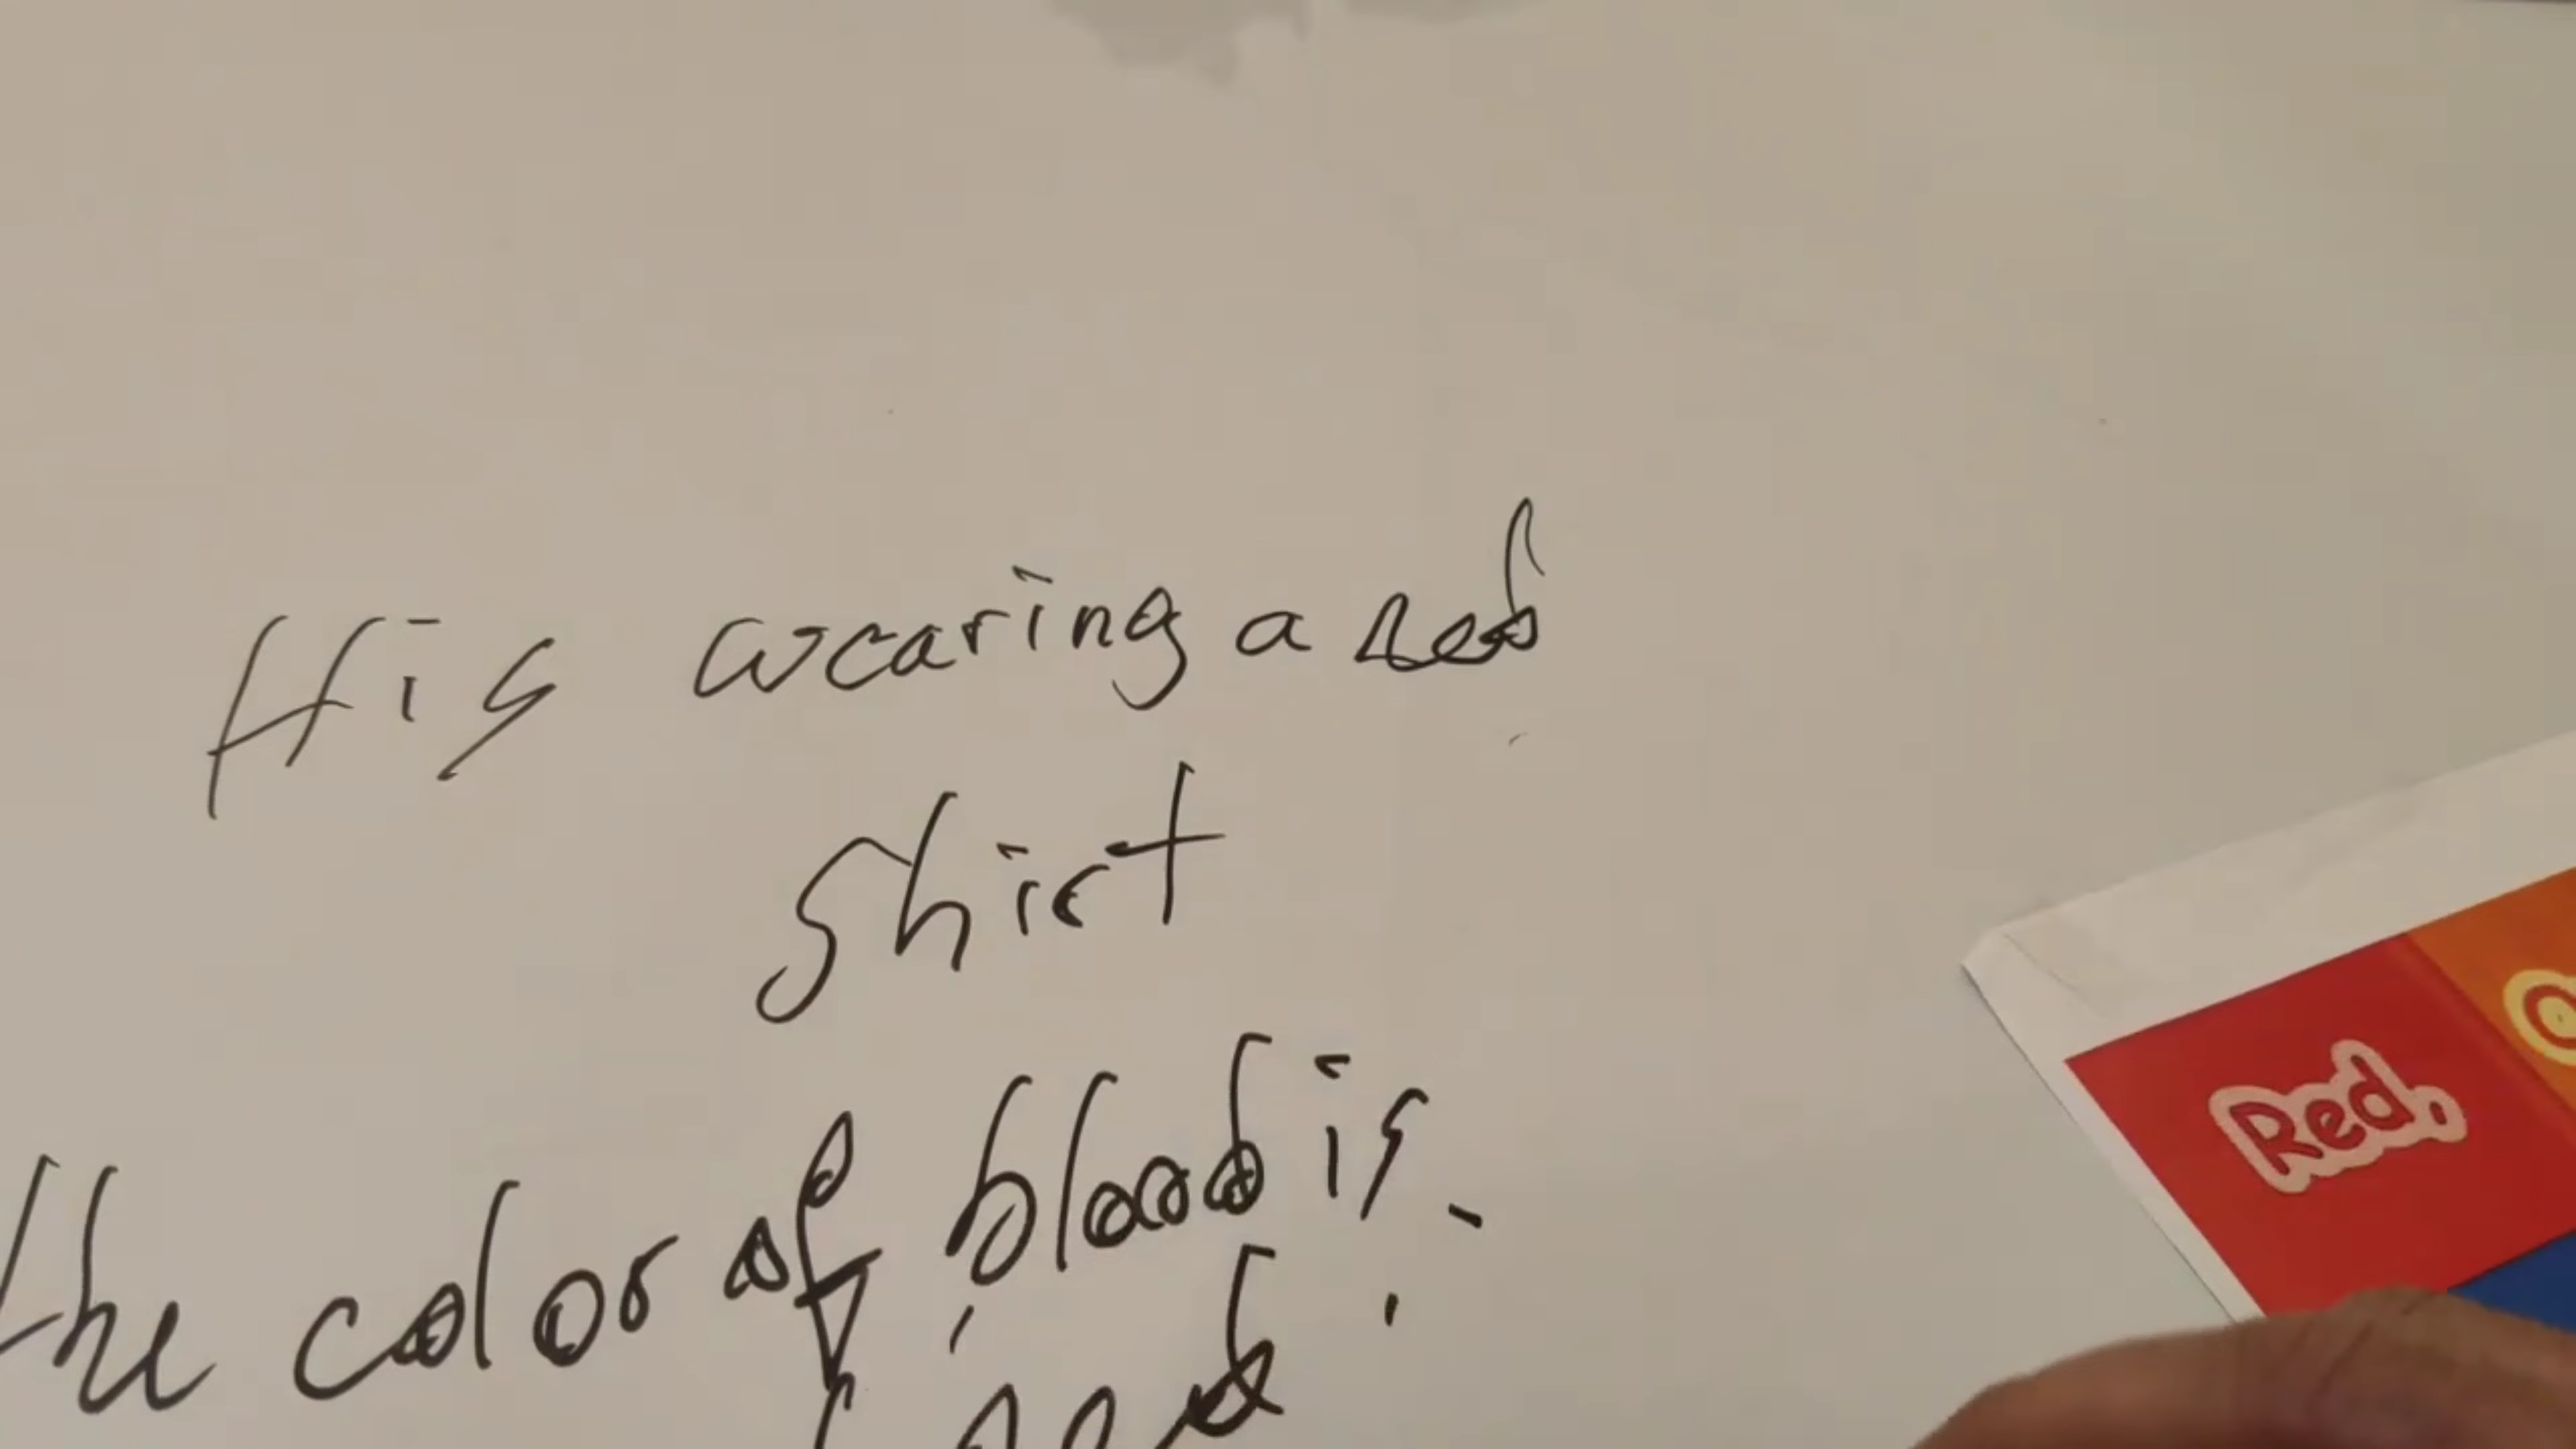 His wearing a red
shirt
the color of blood is
red
Red